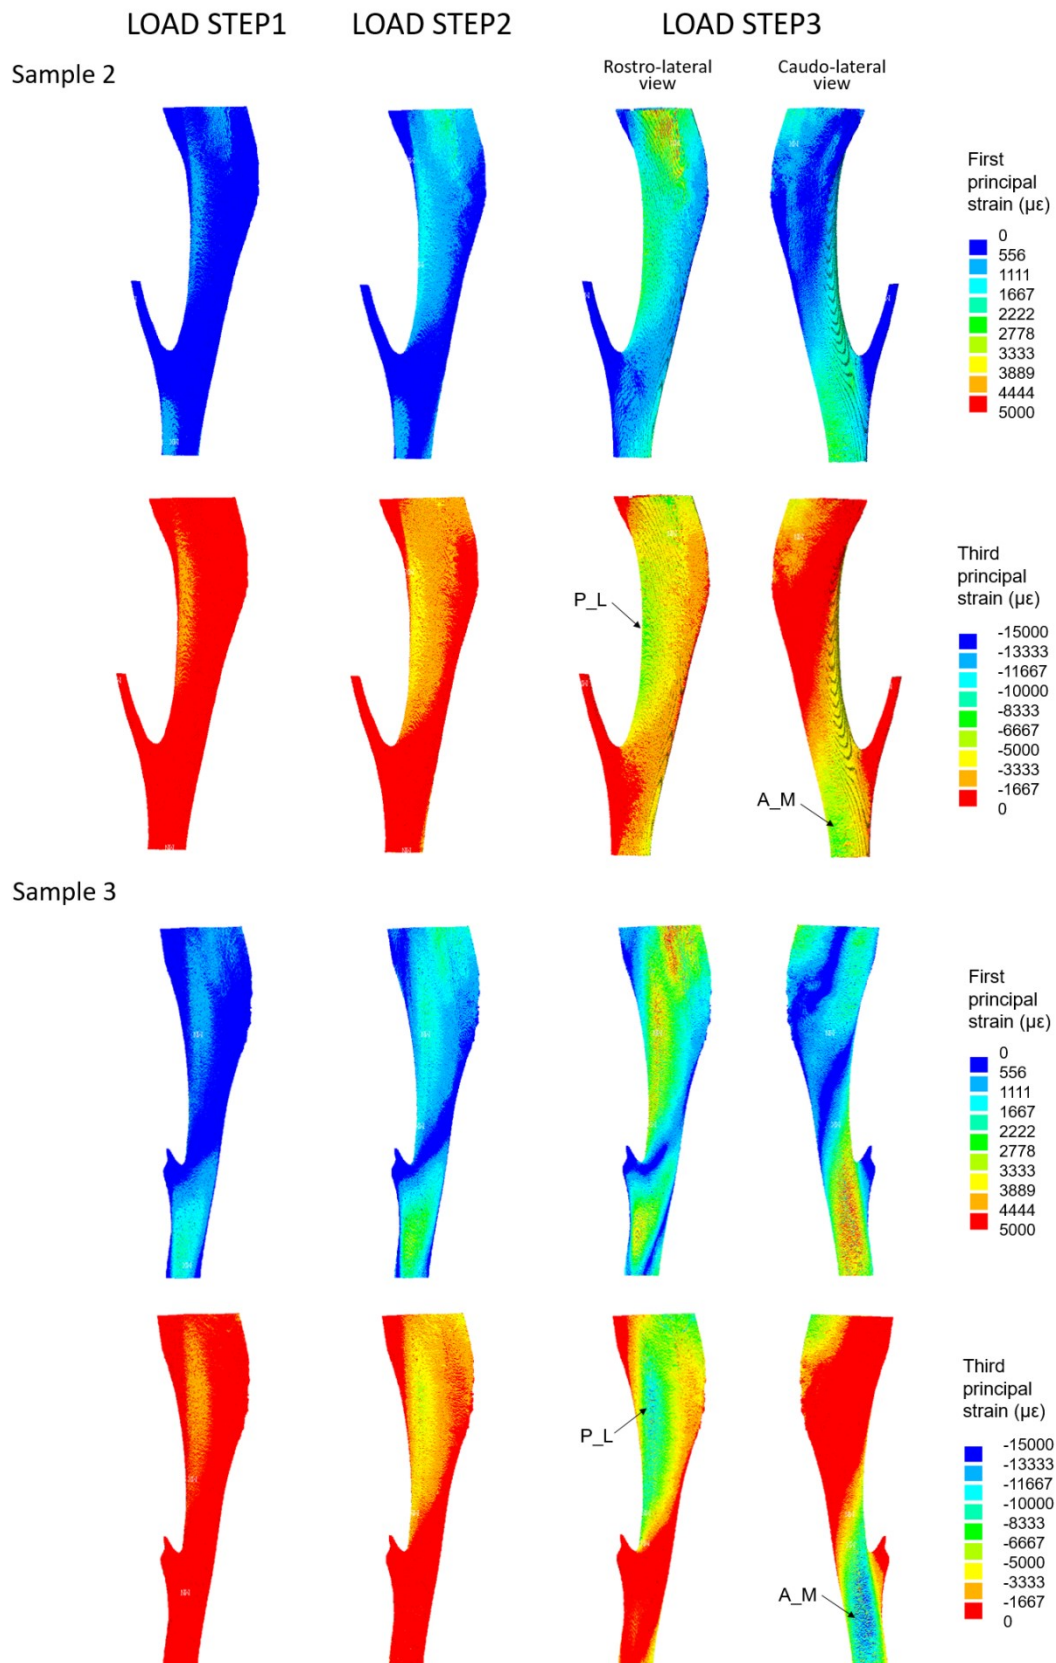 LOAD STEP1 LOAD STEP2 LOAD STEP3
Sample 2
Rostro-lateral
view
Caudo-lateral
view
First
principal
strain (με)
0
556
1111
1667
2222
2778
3333
3889
4444
5000
P_L
A_M
Third
principal
strain (με)
-15000
-13333
-11667
-10000
-8333
-6667
-5000
-3333
-1667
0
Sample 3
First
principal
strain (με)
0
556
1111
1667
2222
2778
3333
3889
4444
5000
P_L
A_M
Third
principal
strain (με)
-15000
-13333
-11667
-10000
-8333
-6667
-5000
-3333
-1667
0